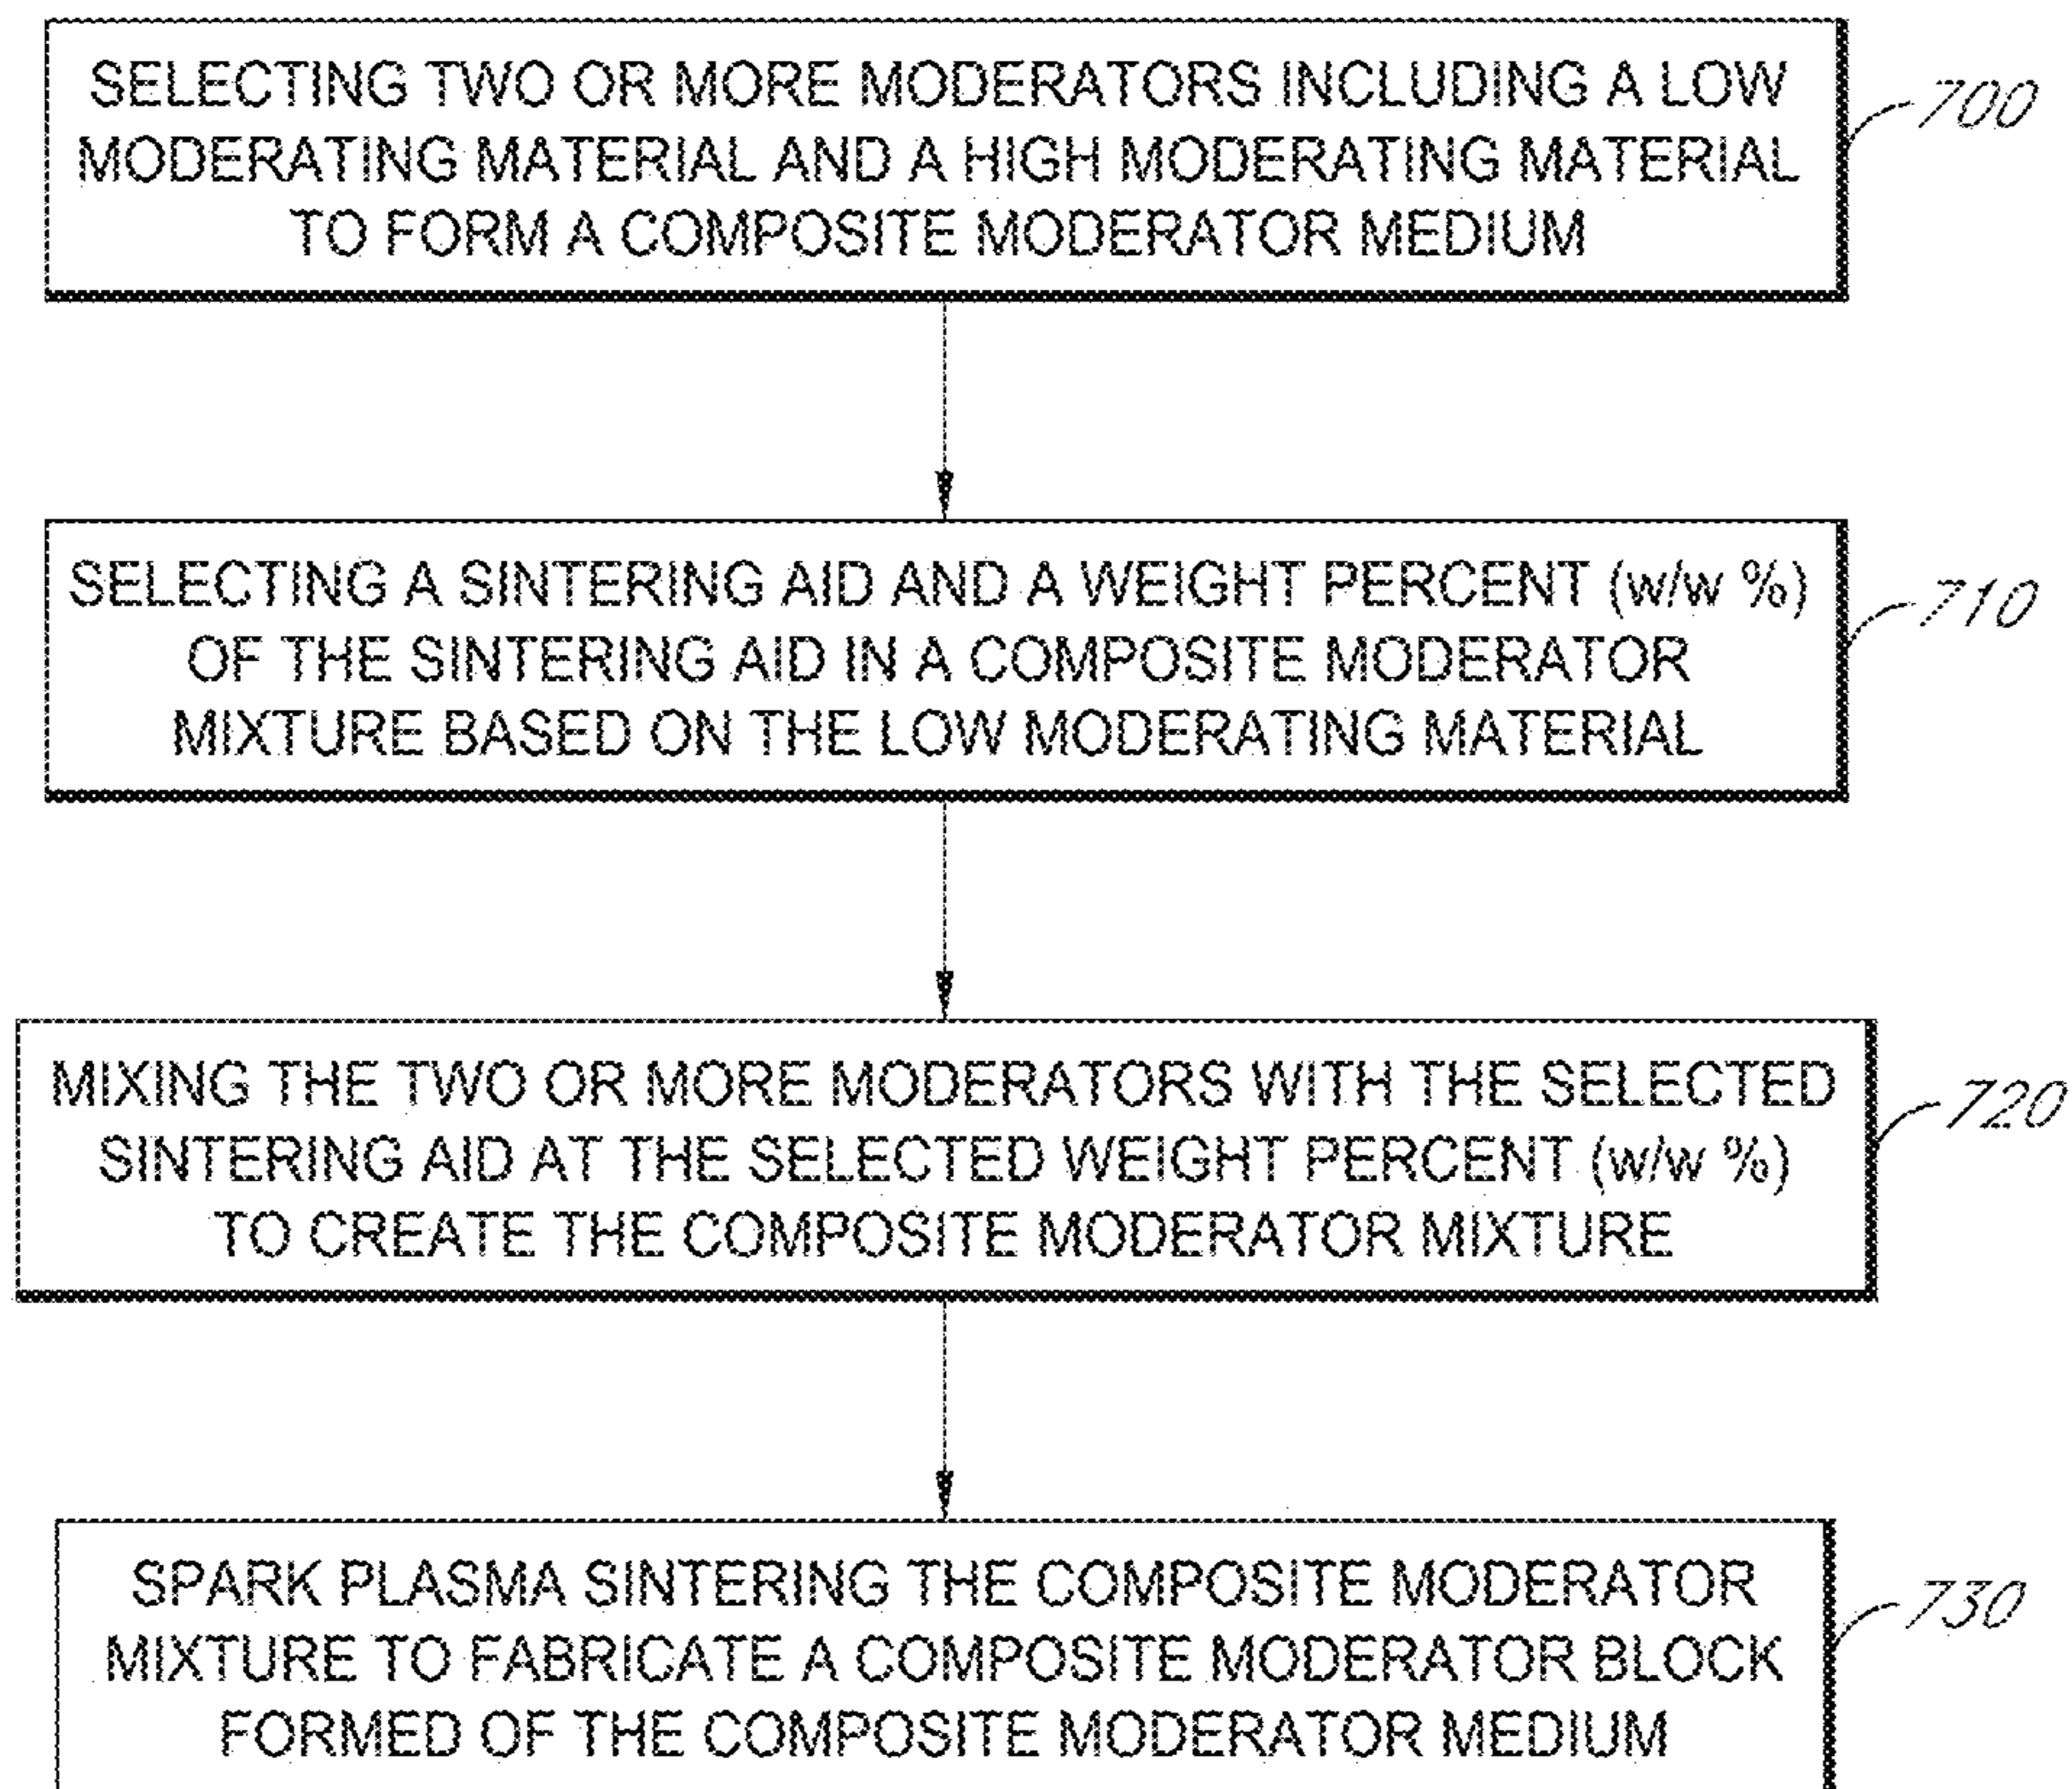 SELECTING TWO OR MORE MODERATORS INCLUDING A LOW
MODERATING MATERIAL AND A HIGH MODERATING MATERIAL
TO FORM A COMPOSITE MODERATOR MEDIUM
700
SELECTING A SINTERING AID AND A WEIGHT PERCENT (w/w %)
OF THE SINTERING AID IN A COMPOSITE MODERATOR
MIXTURE BASED ON THE LOW MODERATING MATERIAL
710
MIXING THE TWO OR MORE MODERATORS WITH THE SELECTED
SINTERING AID AT THE SELECTED WEIGHT PERCENT (w/w %)
TO CREATE THE COMPOSITE MODERATOR MIXTURE
720
SPARK PLASMA SINTERING THE COMPOSITE MODERATOR
MIXTURE TO FABRICATE A COMPOSITE MODERATOR BLOCK
FORMED OF THE COMPOSITE MODERATOR MEDIUM
730